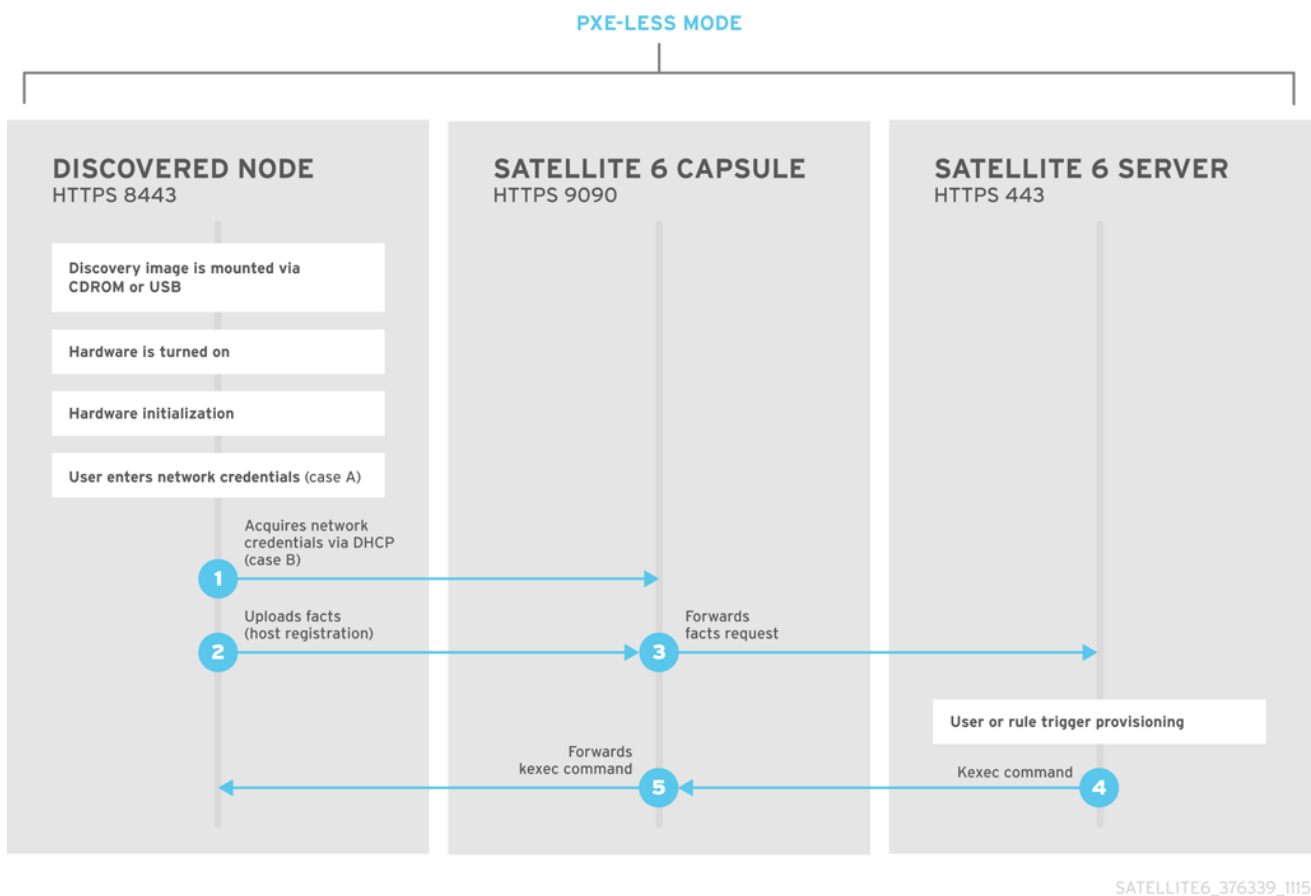 PXE-LESS MODE
DISCOVERED NODE
HTTPS 8443
Discovery image is mounted via
CDROM or USB
Hardware is turned on
Hardware initialization
User enters network credentials (case A)
Acquires network
credentials via DHCP
(case B)
1
Uploads facts
(host registration)
2
SATELLITE 6 CAPSULE
HTTPS 9090
3
Forwards
facts request
SATELLITE 6 SERVER
HTTPS 443
User or rule trigger provisioning
Kexec command
4
Forwards
kexec command
5
SATELLITE6_376339_1115